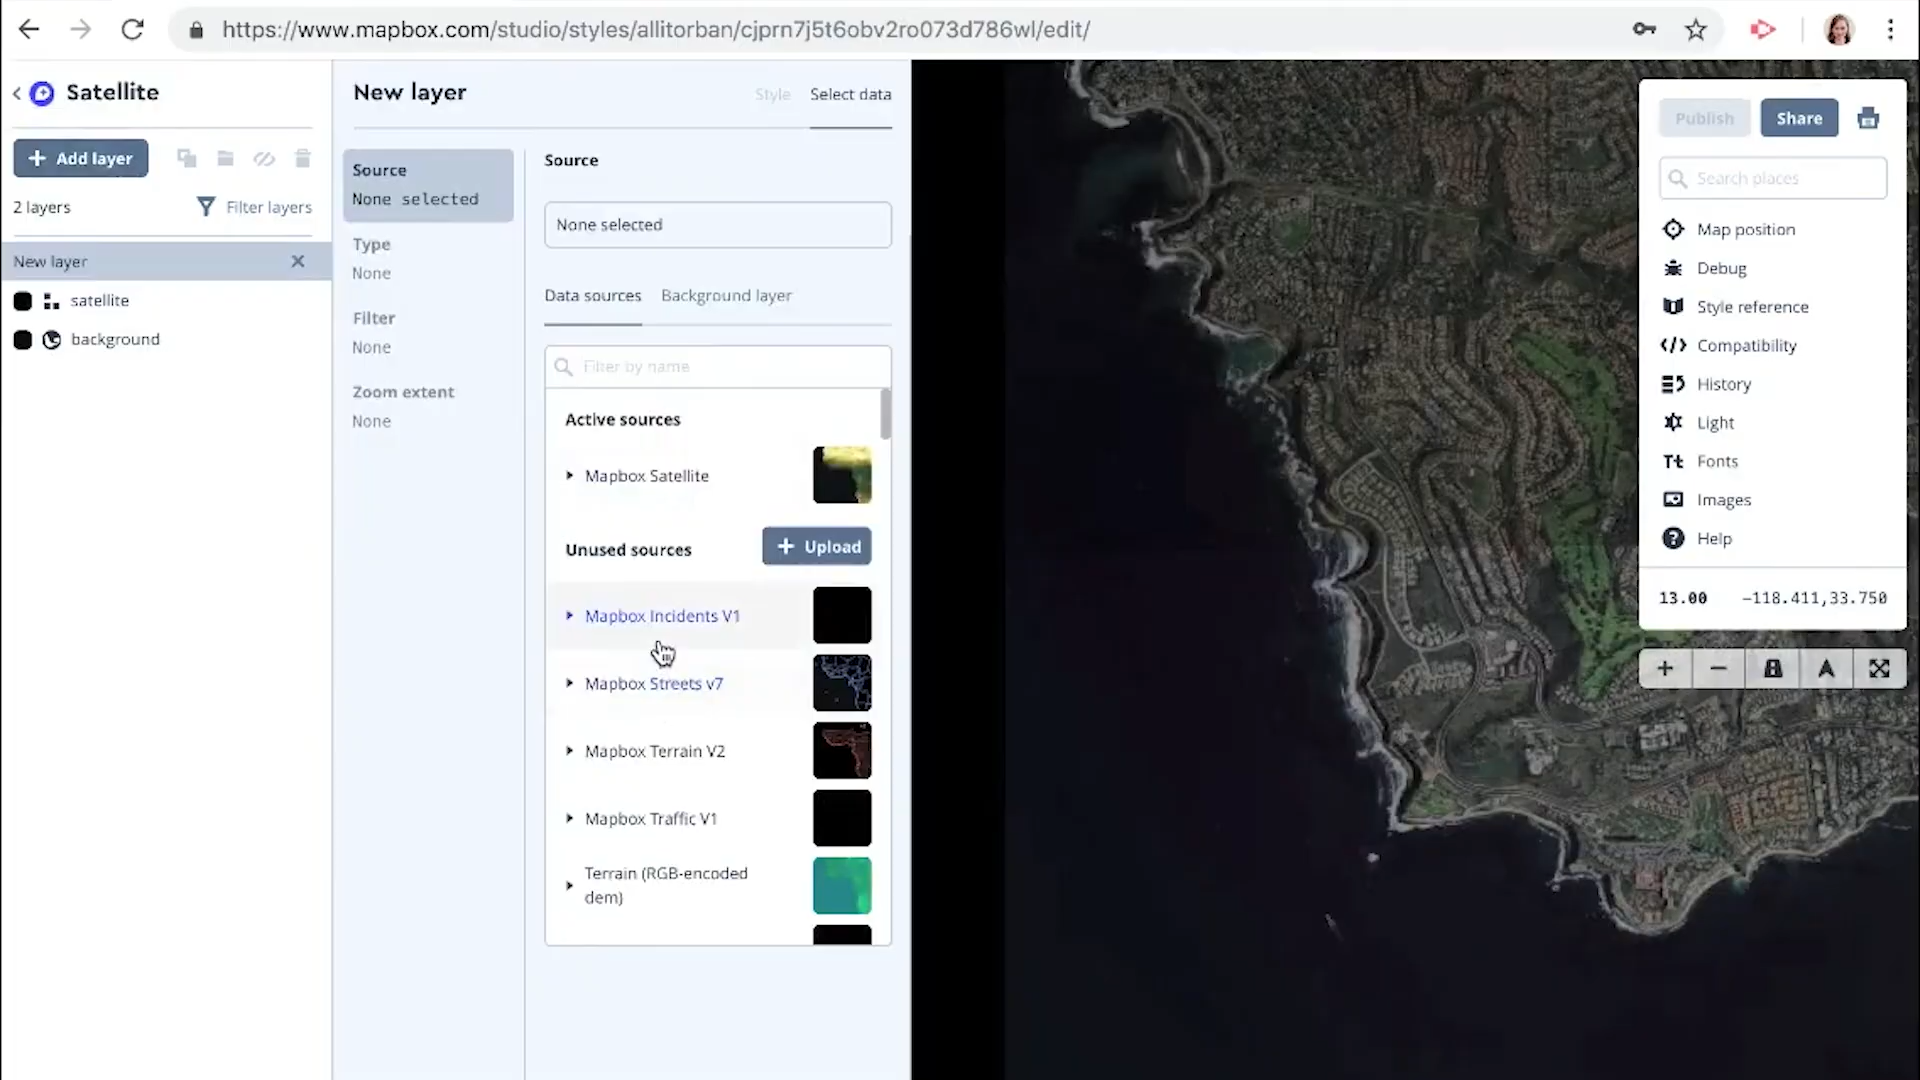 https://www.mapbox.com/studio/styles/allitorban/cjprn7j5t6obv2ro073d786wl/edit/
Satellite
Add layer
2 layers
Filter layers
New layer
satellite
background
New layer
Style
Select data
Source
None selected
Type
None
Filter
None
Zoom extent
None
Source
None selected
Data sources
Background layer
Filter by name
Active sources
Mapbox Satellite
Unused sources
Upload
Mapbox Incidents V1
Mapbox Streets v7
Mapbox Terrain V2
Mapbox Traffic V1
Terrain (RGB-encoded
dem)
Publish
Share
Search places
Map position
Debug
Style reference
Compatibility
History
Light
Fonts
Images
Help
13.00
−118.411,33.750